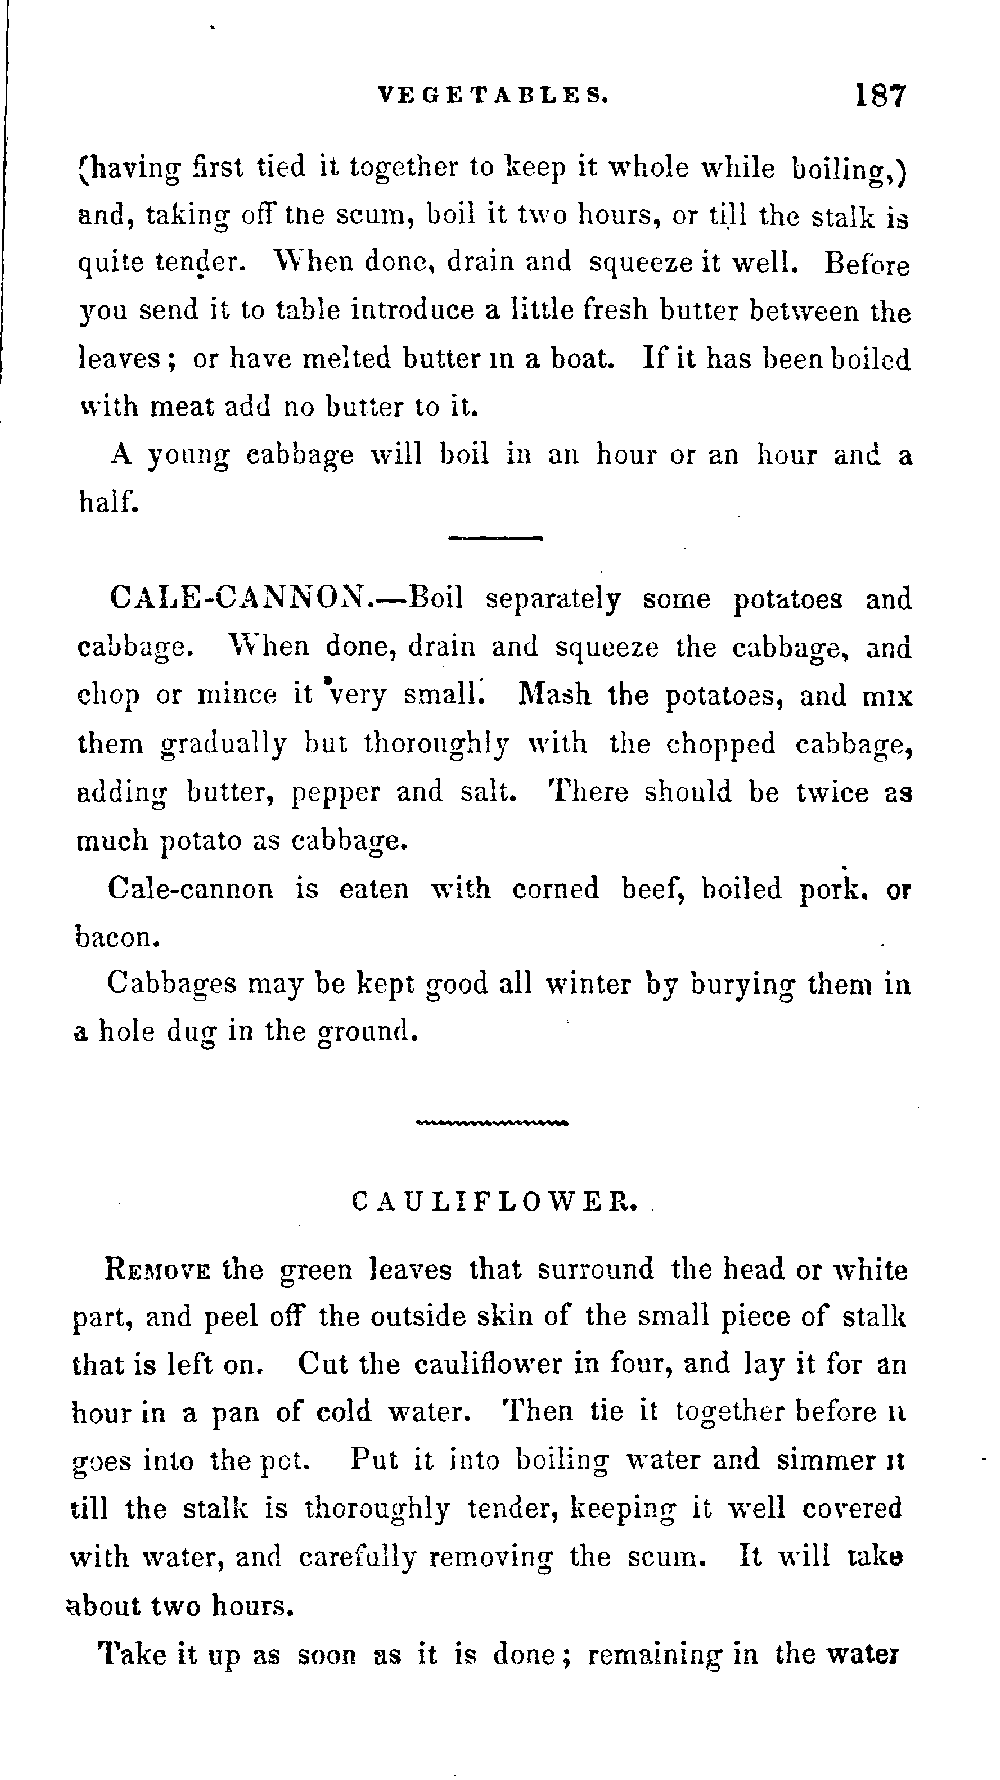 VEGETABLES. 187
(having first tied it together to keep it whole while boiling,)
and, taking off the scum, boil it two hours, or till the stalk is
quite tender. When done, drain and squeeze it well. Before
you send it to table introduce a little fresh butter between the
leaves; or have melted butter in a boat. If it has been boiled
with meat add no butter to it.
A young cabbage will boil in an hour or an hour and a
half.
CALE-CANNON.—Boil separately some potatoes and
cabbage. When done, drain and squeeze the cabbage, and
chop or mince it very small. Mash the potatoes, and mix
them gradually but thoroughly with the chopped cabbage,
adding butter, pepper and salt. There should be twice as
much potato as cabbage.
Cale-cannon is eaten with corned beef, boiled pork, or
bacon.
Cabbages may be kept good all winter by burying them in
a hole dug in the ground.
CAULIFLOWER.
REMOVE the green leaves that surround the head or white
part, and peel off the outside skin of the small piece of stalk
that is left on. Cut the cauliflower in four, and lay it for an
hour in a pan of cold water. Then tie it together before it
goes into the pot. Put it into boiling water and simmer it
till the stalk is thoroughly tender, keeping it well covered
with water, and carefully removing the scum. It will take
about two hours.
Take it up as soon as it is done; remaining in the water